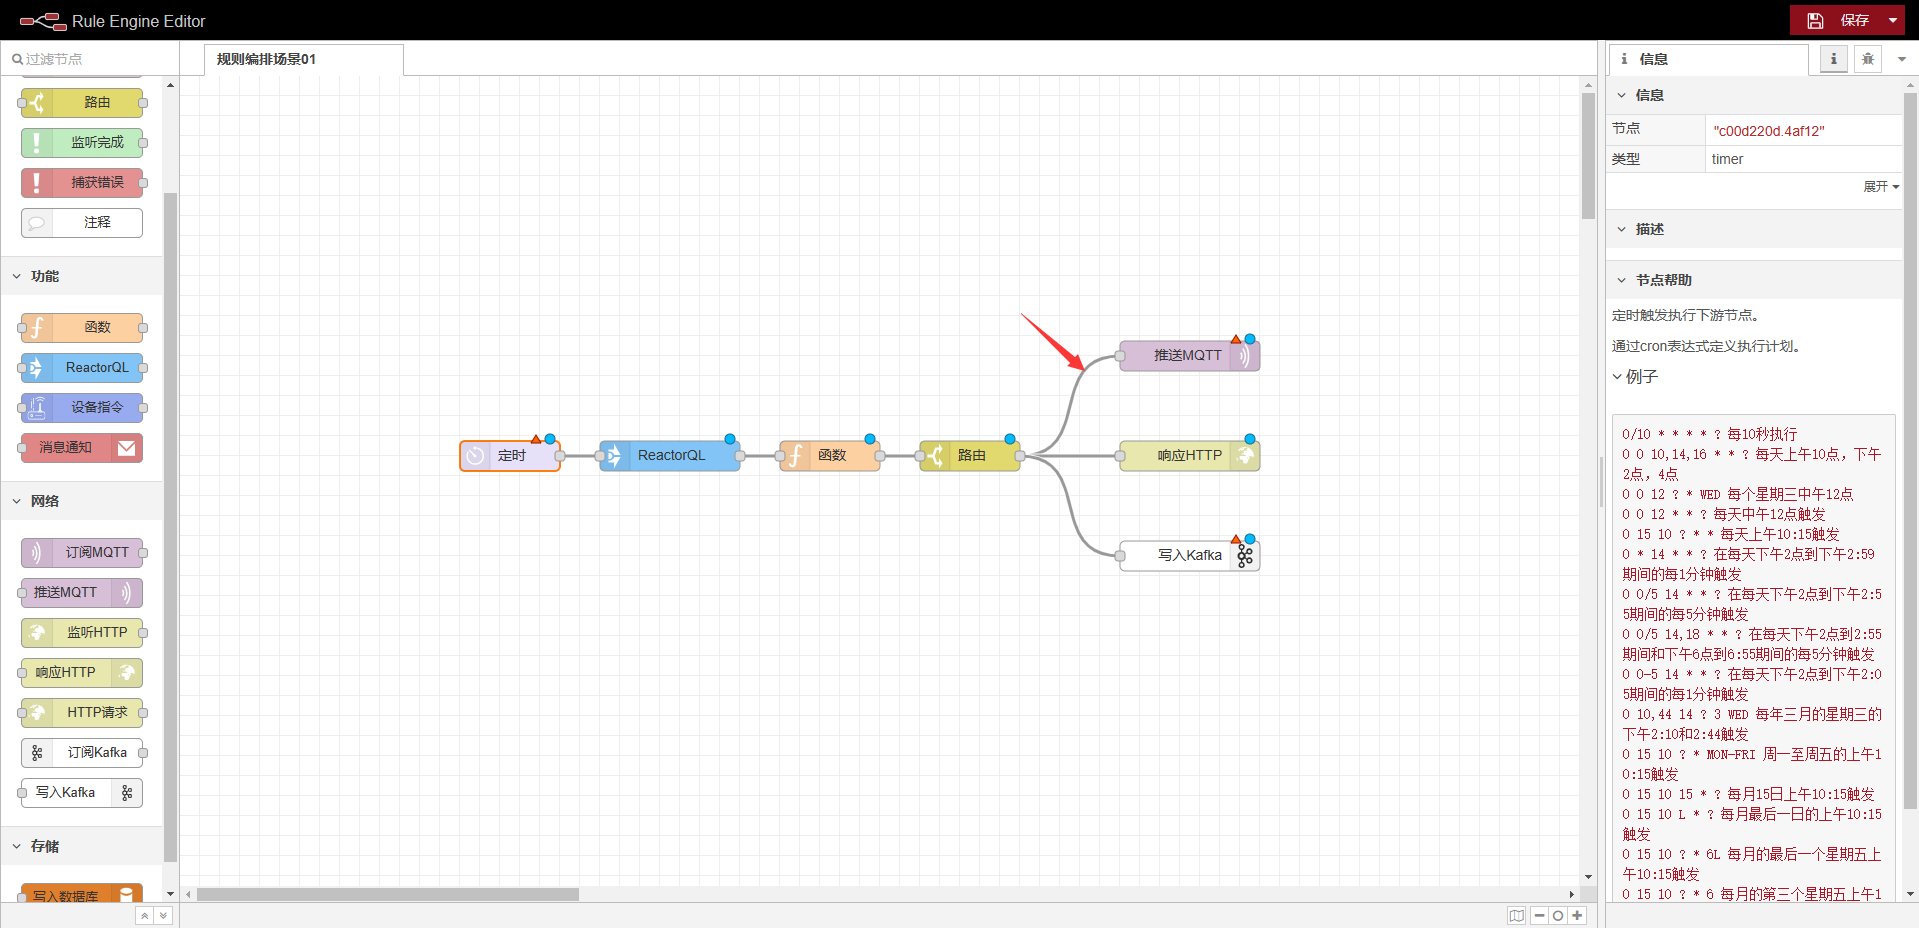 Rule Engine Editor
保存
过滤节点
规则编排场景01
信息
路由
监听完成
捕获错误
注释
功能
函数
ReactorQL
设备指令
消息通知
网络
订阅MQTT
推送MQTT
监听HTTP
响应HTTP
HTTP请求
订阅Kafka
写入Kafka
存储
写入数据库
定时
ReactorQL
函数
路由
推送MQTT
响应HTTP
写入Kafka
信息
节点
"c00d220d.4af12"
类型
timer
展开
描述
节点帮助
定时触发执行下游节点。
通过cron表达式定义执行计划。
例子
0/10 * * * * ? 每10秒执行
0 0 10,14,16 * * ? 每天上午10点，下午
2点，4点
0 0 12 ? * WED 每个星期三中午12点
0 0 12 * * ? 每天中午12点触发
0 15 10 ? * * 每天上午10:15触发
0 * 14 * * ? 在每天下午2点到下午2:59
期间的每1分钟触发
0 0/5 14 * * ? 在每天下午2点到下午2:5
5期间的每5分钟触发
0 0/5 14,18 * * ? 在每天下午2点到2:55
期间和下午6点到6:55期间的每5分钟触发
0 0-5 14 * * ? 在每天下午2点到下午2:0
5期间的每1分钟触发
0 10,44 14 ? 3 WED 每年三月的星期三的
下午2:10和2:44触发
0 15 10 ? * MON-FRI 周一至周五的上午1
0:15触发
0 15 10 15 * ? 每月15日上午10:15触发
0 15 10 L * ? 每月最后一日的上午10:15
触发
0 15 10 ? * 6L 每月的最后一个星期五上
午10:15触发
0 15 10 ? * 6 每月的第三个星期五上午1